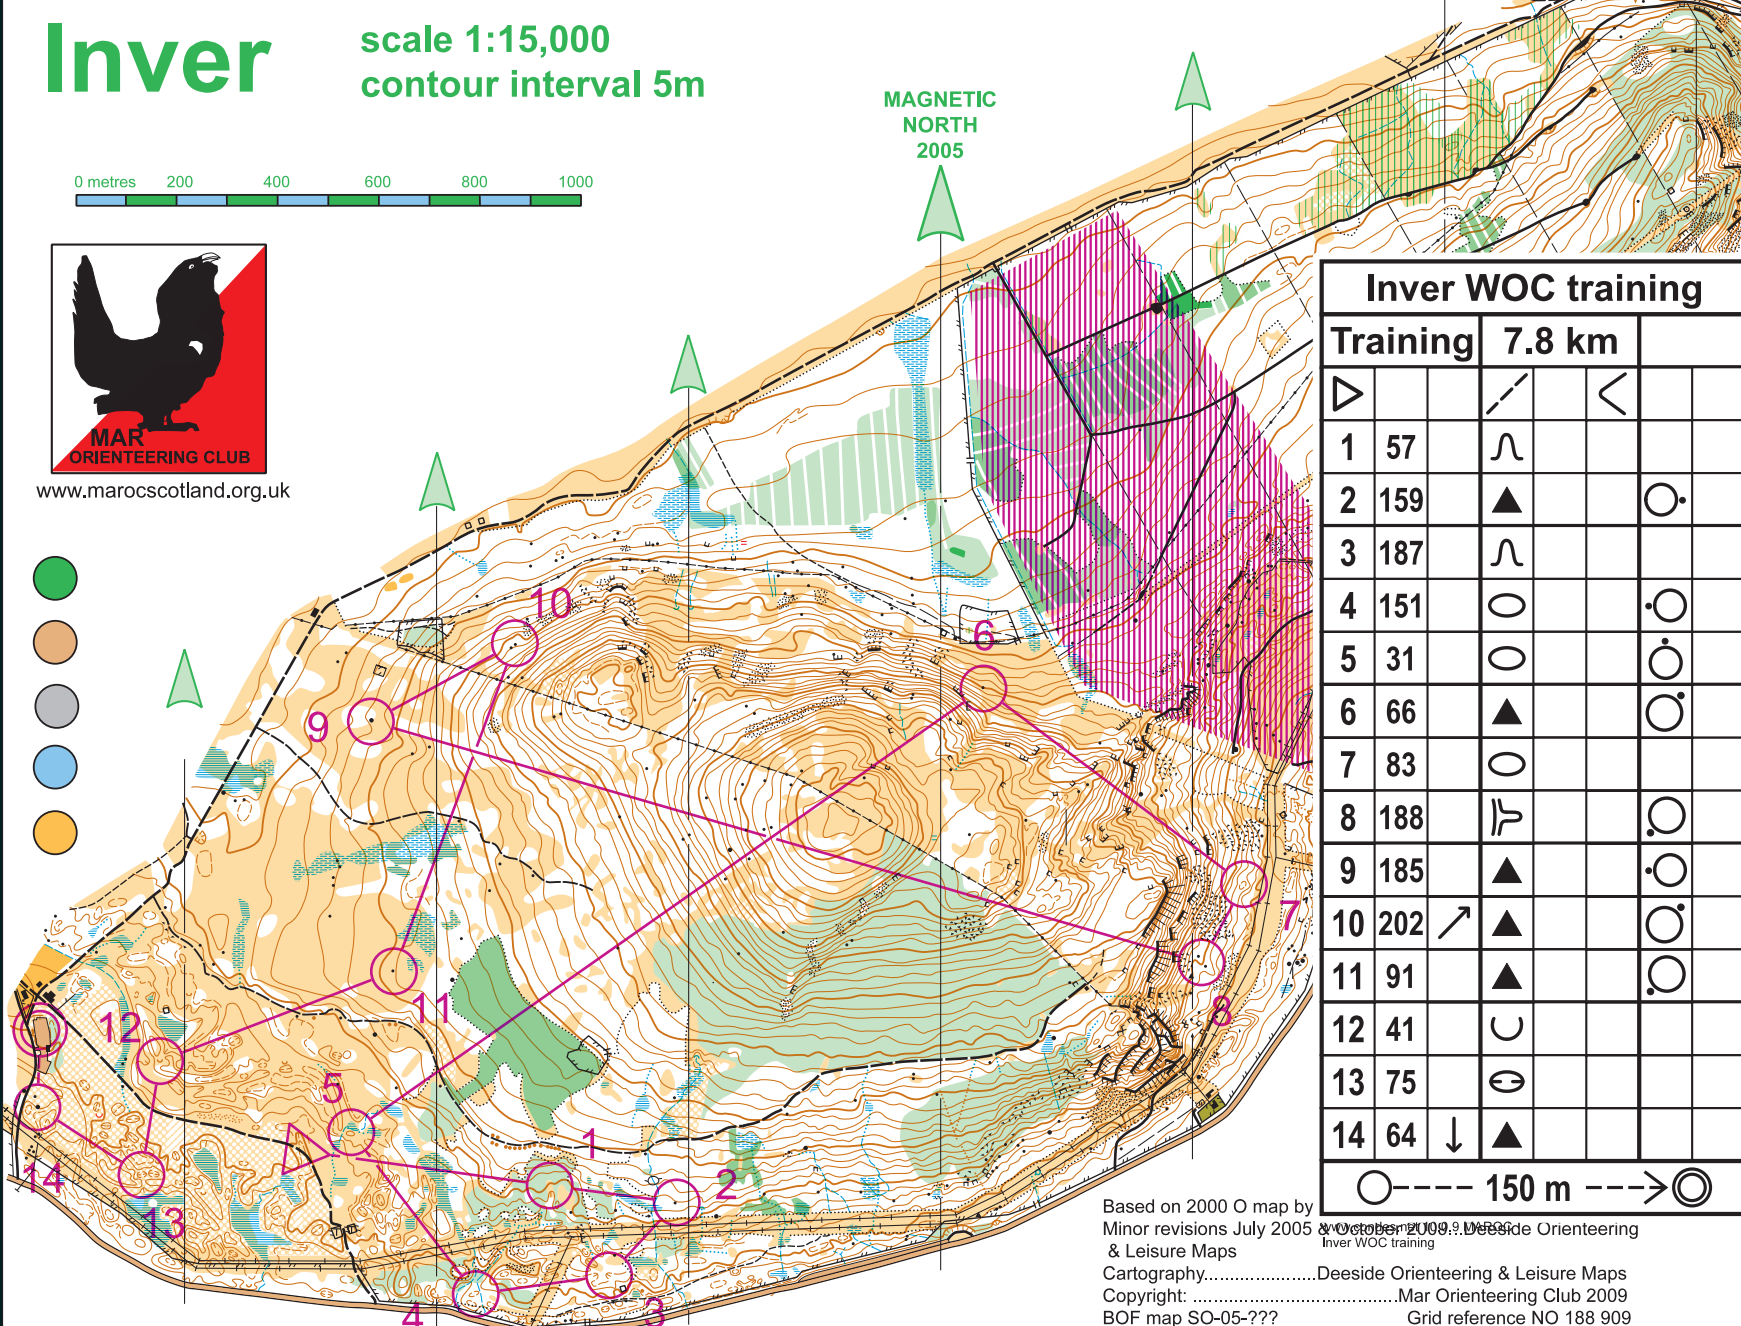 Inver
scale 1:15,000
contour interval 5m
0 metres 200 400 600 800 1000
MAGNETIC
NORTH
2005
MAR
ORIENTEERING CLUB
www.marocscotland.org.uk
10
6
9
7
11
8
12
5
1
2
14
13
4
3
Inver WOC training
Training 7.8 km
1 57
2 159
3 187
4 151
5 31
6 66
7 83
8 188
9 185
10 202
11 91
12 41
13 75
14 64
150 m
Based on 2000 O map by
Minor revisions July 2005 & October 2009...Deeside Orienteering
& Leisure Maps
Inver WOC training
Cartography....................Deeside Orienteering & Leisure Maps
Copyright: ......................................Mar Orienteering Club 2009
BOF map SO-05-??? Grid reference NO 188 909